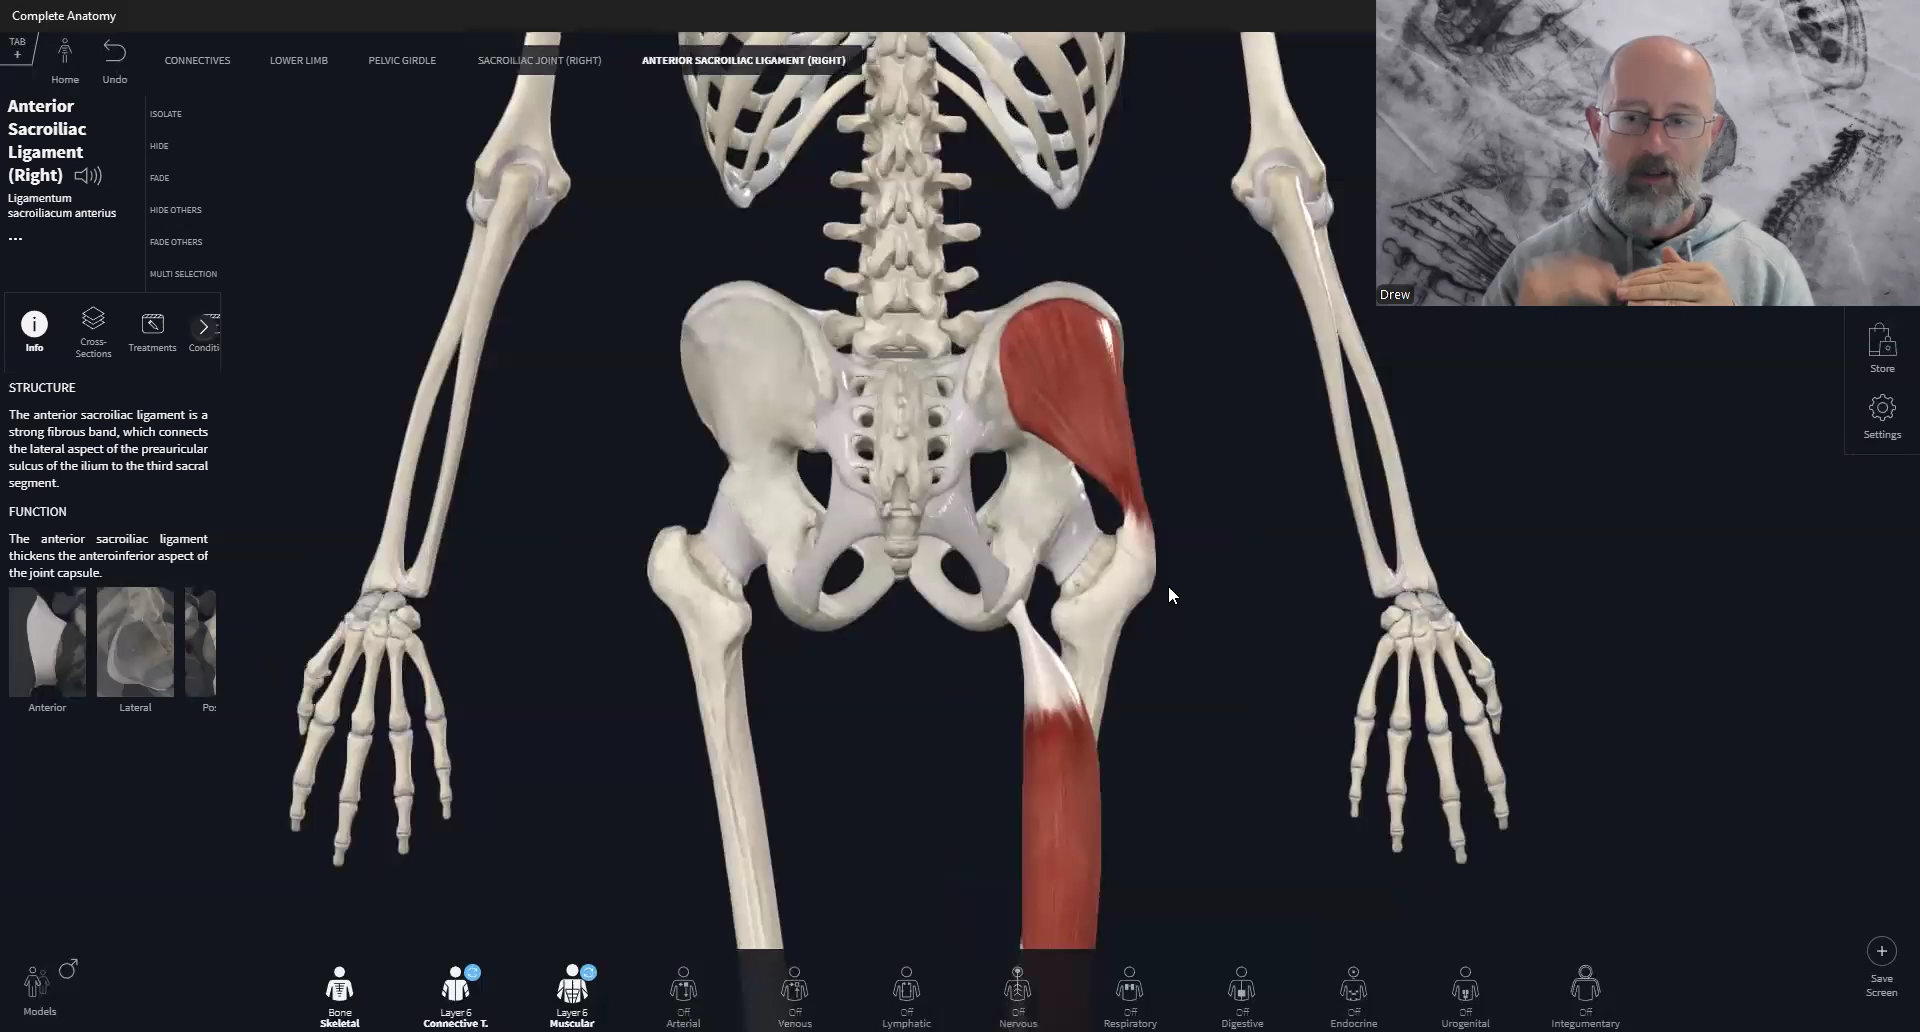 Complete Anatomy
TAB
+
Home
Undo
CONNECTIVES
LOWER LIMB
PELVIC GIRDLE
SACROILIAC JOINT (RIGHT)
ANTERIOR SACROILIAC LIGAMENT (RIGHT)
Anterior
Sacroiliac
Ligament
(Right)
Ligamentum
sacroiliacum anterius
...
ISOLATE
HIDE
FADE
HIDE OTHERS
FADE OTHERS
MULTI SELECTION
Info
Cross-
Sections
Treatments
Conditi
STRUCTURE
The anterior sacroiliac ligament is a
strong fibrous band, which connects
the lateral aspect of the preauricular
sulcus of the ilium to the third sacral
segment.
FUNCTION
The anterior sacroiliac ligament
thickens the anteroinferior aspect of
the joint capsule.
Anterior
Lateral
Pos
Drew
Store
Settings
Save
Screen
Models
Bone
Skeletal
Layer 6
Connective T.
Layer 6
Muscular
Off
Arterial
Off
Venous
Off
Lymphatic
Off
Nervous
Off
Respiratory
Off
Digestive
Off
Endocrine
Off
Urogenital
Off
Integumentary